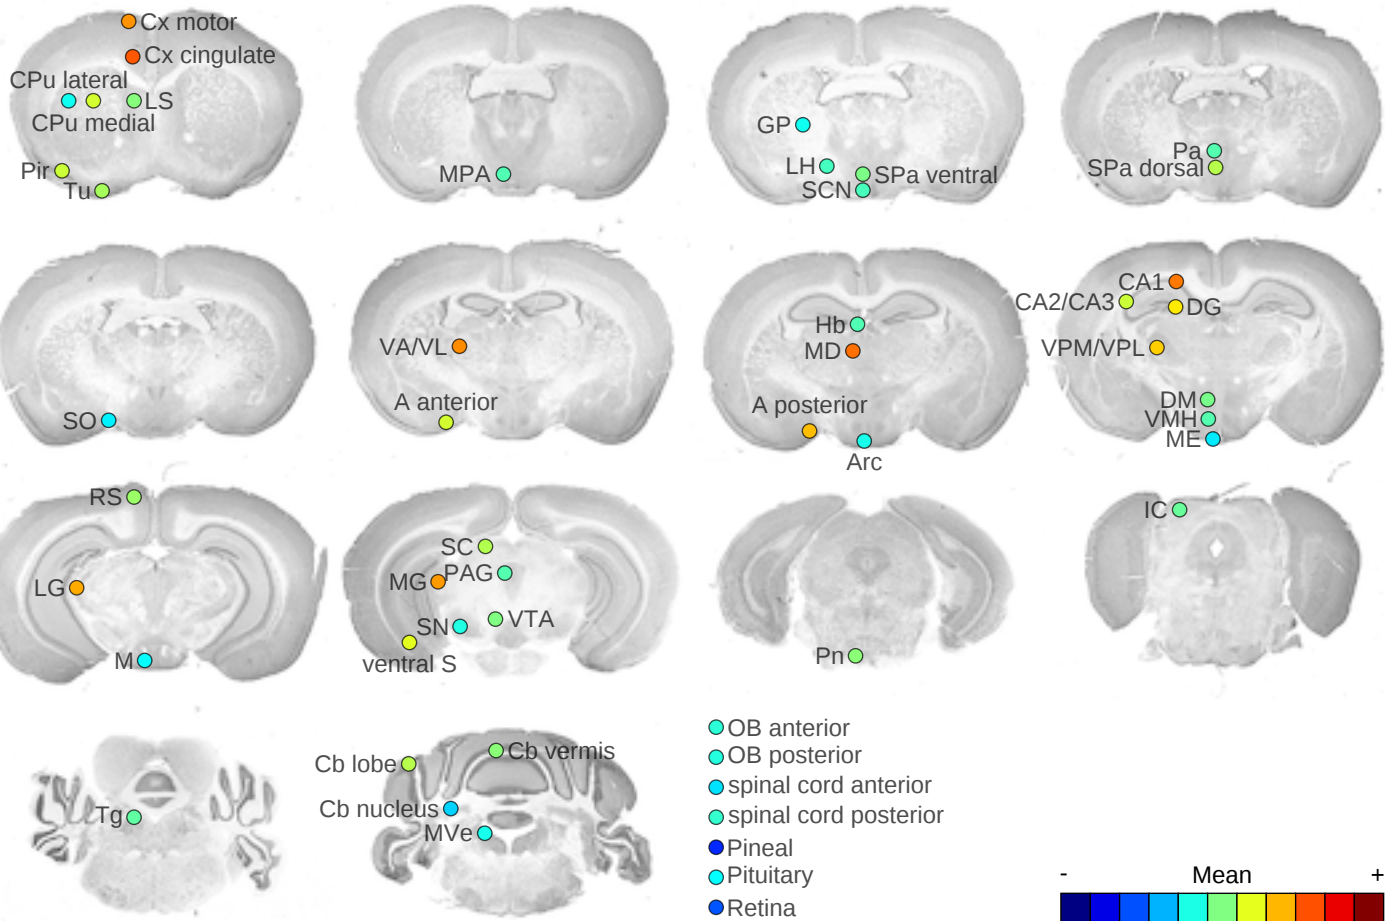 Cx motor
Cx cingulate
CPu lateral
LS
CPu medial
Pir
Tu
MPA
GP
LH
SPa ventral
SCN
Pa
SPa dorsal
SO
VA/VL
A anterior
Hb
MD
A posterior
Arc
CA1
CA2/CA3
DG
VPM/VPL
DM
VMH
ME
RS
LG
M
SC
MG PAG
SN VTA
ventral S
Pn
IC
Tg
Cb lobe
Cb vermis
Cb nucleus
MVe
OB anterior
OB posterior
spinal cord anterior
spinal cord posterior
Pineal
Pituitary
Retina
- Mean +